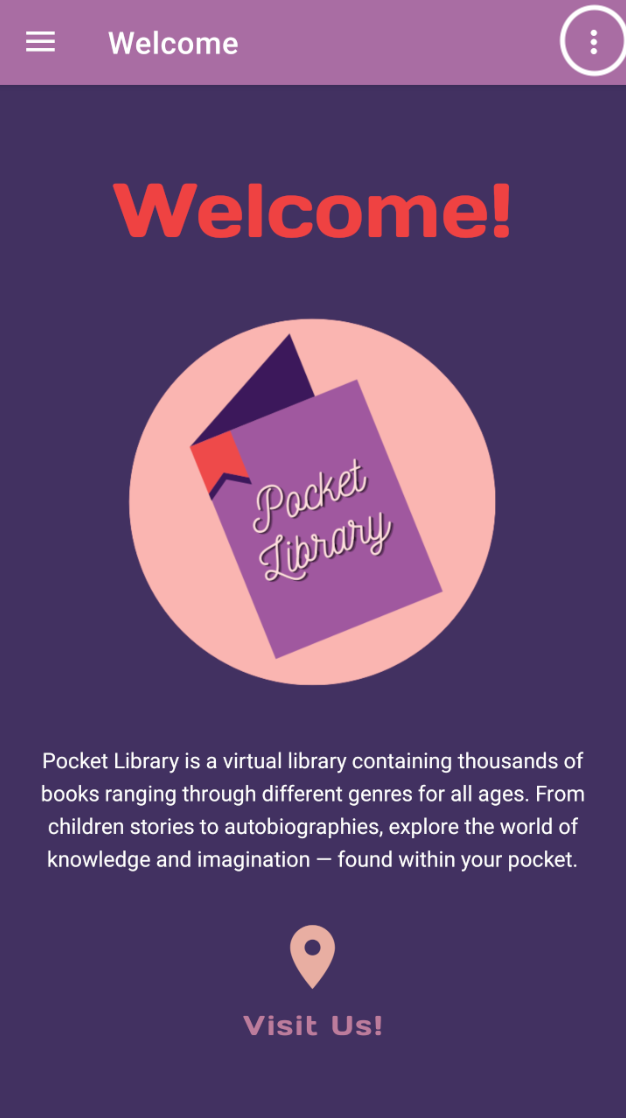 Welcome
Welcome!
Pocket
Library
Pocket Library is a virtual library containing thousands of
books ranging through different genres for all ages. From
children stories to autobiographies, explore the world of
knowledge and imagination — found within your pocket.
Visit Us!